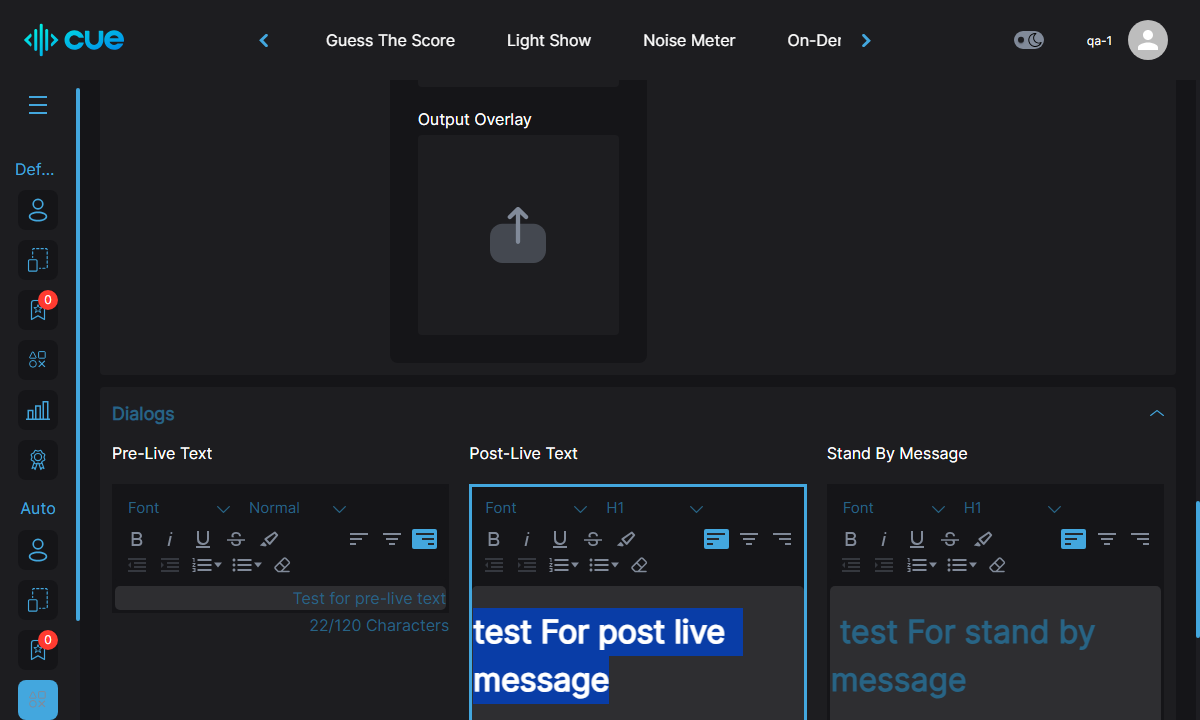 cue
Guess The Score
Light Show
Noise Meter
On-Der
qa-1
Def...
0
Auto
0
Output Overlay
Dialogs
Pre-Live Text
Post-Live Text
Stand By Message
Font
Normal
Font
H1
Font
H1
Test for pre-live text
22/120 Characters
test For post live
message
test For stand by
message